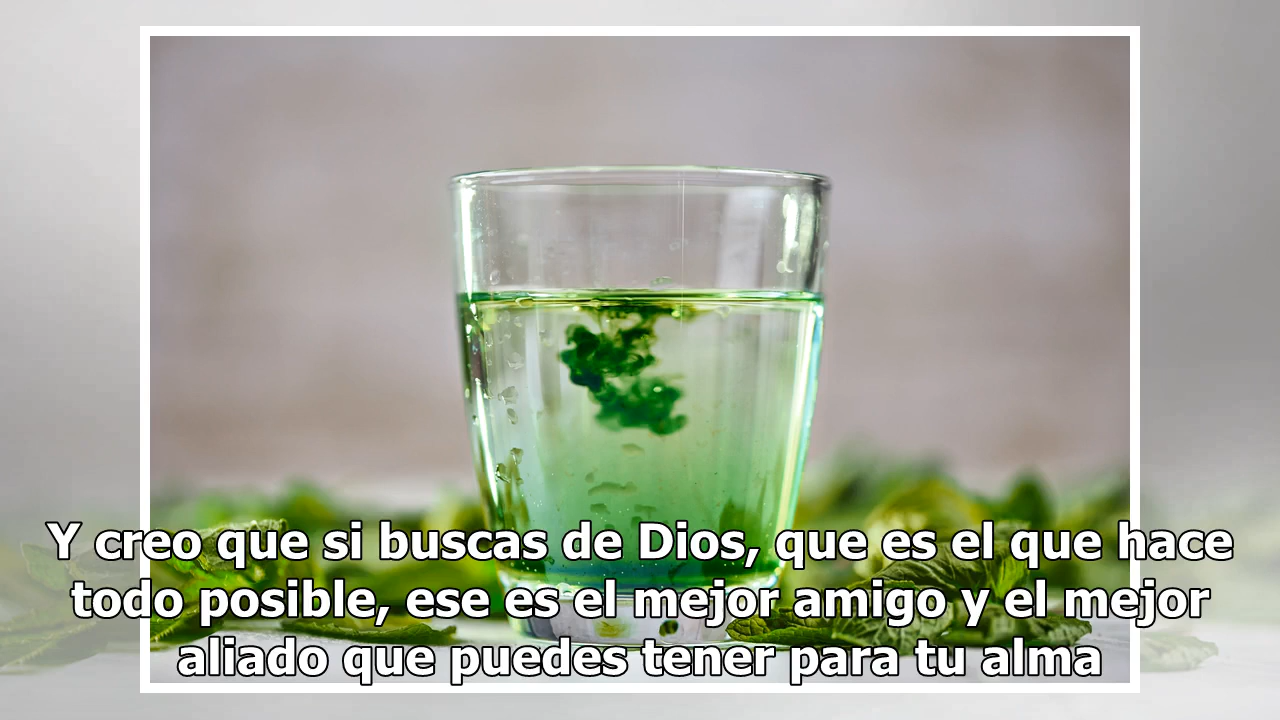 Y creo que si buscas de Dios, que es el que hace
todo posible, ese es el mejor amigo y el mejor
aliado que puedes tener para tu alma